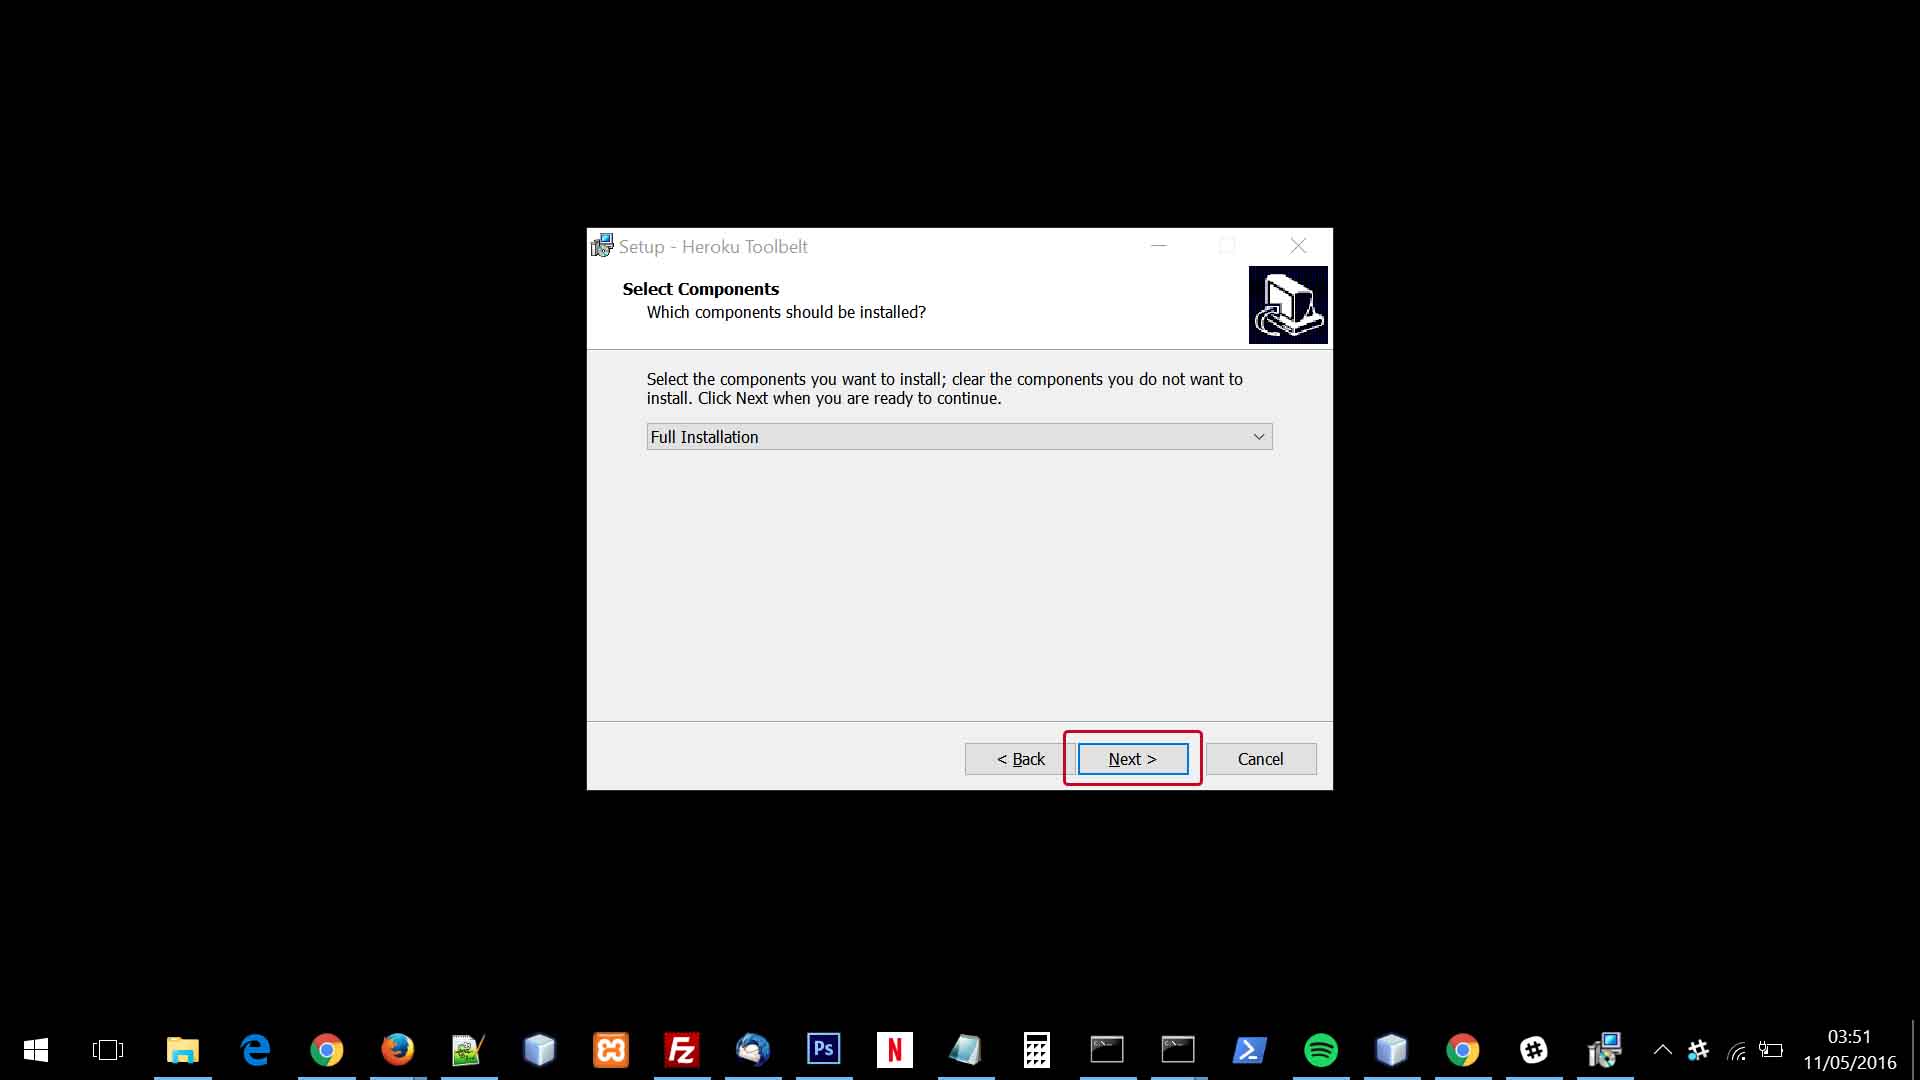 Setup - Heroku Toolbelt
Select Components
Which components should be installed?
Select the components you want to install; clear the components you do not want to
install. Click Next when you are ready to continue.
Full Installation
< Back
Next >
Cancel
Fz
Ps
N
C:\_
C:\_
03:51
11/05/2016